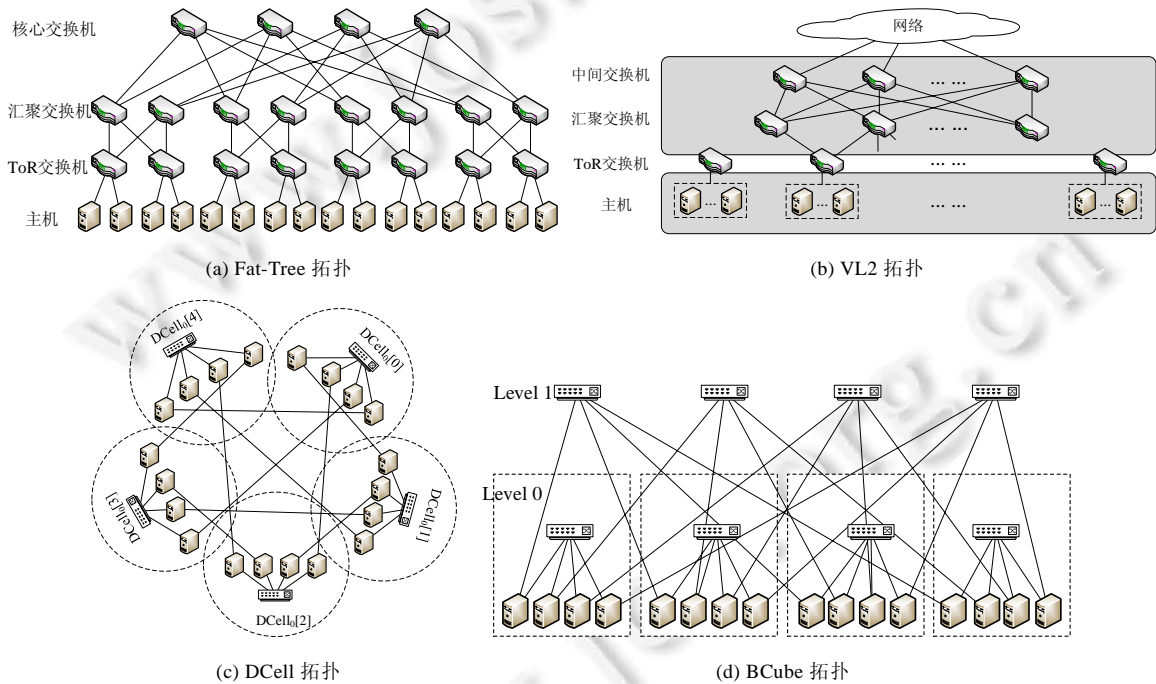 核心交换机
汇聚交换机
ToR交换机
主机
(a) Fat-Tree 拓扑
网络
中间交换机
... ...
汇聚交换机
... ...
ToR交换机
... ...
主机
...
...
... ...
...
(b) VL2 拓扑
DCell0[4]
DCell0[0]
DCell0[3]
DCell0[1]
DCell0[2]
(c) DCell 拓扑
Level 1
Level 0
(d) BCube 拓扑